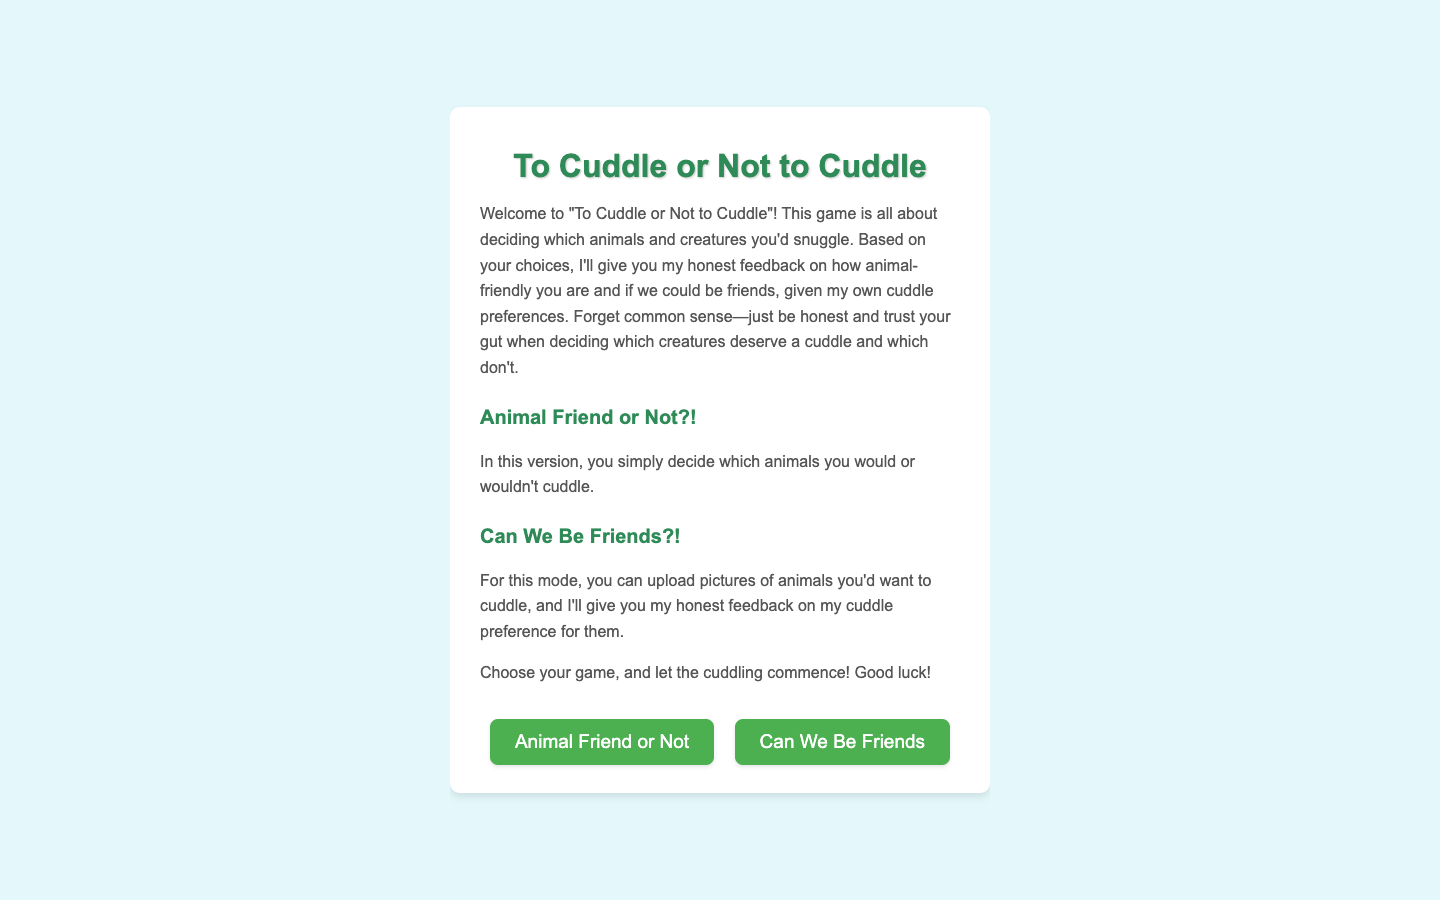 To Cuddle or Not to Cuddle
Welcome to "To Cuddle or Not to Cuddle"! This game is all about
deciding which animals and creatures you'd snuggle. Based on
your choices, I'll give you my honest feedback on how animal-
friendly you are and if we could be friends, given my own cuddle
preferences. Forget common sense—just be honest and trust your
gut when deciding which creatures deserve a cuddle and which
don't.
Animal Friend or Not?!
In this version, you simply decide which animals you would or
wouldn't cuddle.
Can We Be Friends?!
For this mode, you can upload pictures of animals you'd want to
cuddle, and I'll give you my honest feedback on my cuddle
preference for them.
Choose your game, and let the cuddling commence! Good luck!
Animal Friend or Not
Can We Be Friends